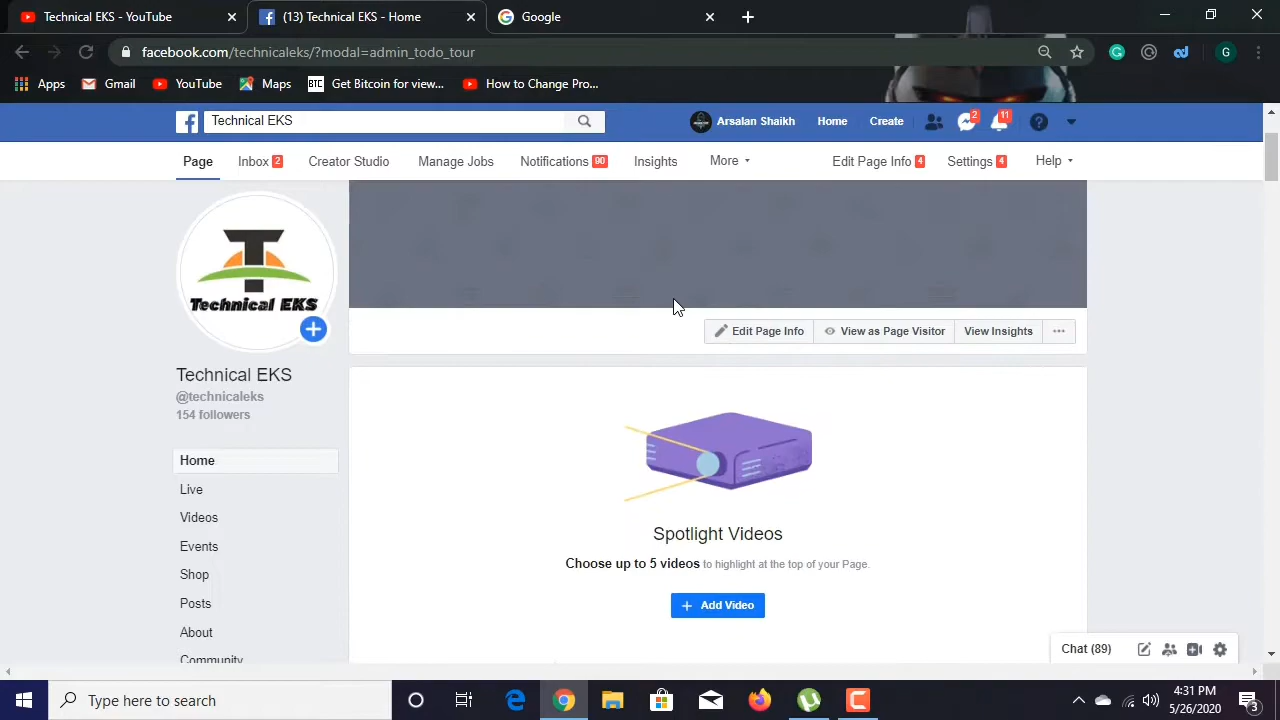 Technical EKS - YouTube
(13) Technical EKS - Home
Google
facebook.com/technicaleks/?modal=admin_todo_tour
G
Apps
Gmail
YouTube
Maps
BTC
Get Bitcoin for view...
How to Change Pro...
Technical EKS
Arsalan Shaikh
Home
Create
2
11
Page
Inbox 2
Creator Studio
Manage Jobs
Notifications 90
Insights
More
Edit Page Info 4
Settings 4
Help
Technical EKS
Edit Page Info
View as Page Visitor
View Insights
Technical EKS
@technicaleks
154 followers
Home
Live
Videos
Events
Shop
Posts
About
Community
Spotlight Videos
Choose up to 5 videos to highlight at the top of your Page.
+ Add Video
Chat (89)
Type here to search
4:31 PM
5/26/2020
3